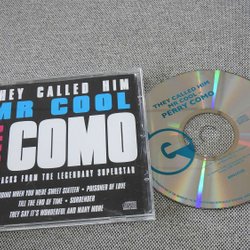 THEY CALLED HIM
MR COOL
COMO
TRACKS FROM THE LEGENDARY SUPERSTAR
WHEN YOU WERE SWEET SIXTEEN • PRISONER OF LOVE
TILL THE END OF TIME • SURRENDER
THEY SAY IT'S WONDERFUL AND MANY MORE
THEY CALLED HIM
MR COOL
PERRY COMO